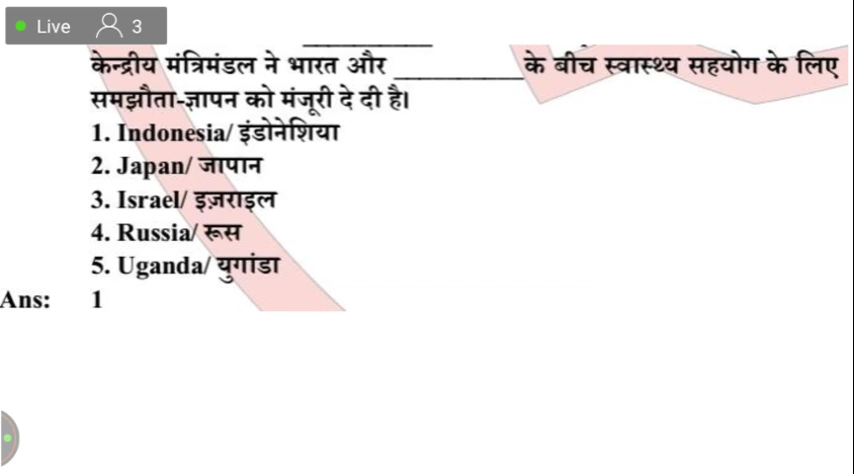 Live 3
केन्द्रीय मंत्रिमंडल ने भारत और ____________ के बीच स्वास्थ्य सहयोग के लिए
समझौता-ज्ञापन को मंजूरी दे दी है।
1. Indonesia/ इंडोनेशिया
2. Japan/ जापान
3. Israel/ इज़राइल
4. Russia/ रूस
5. Uganda/ युगांडा
Ans: 1